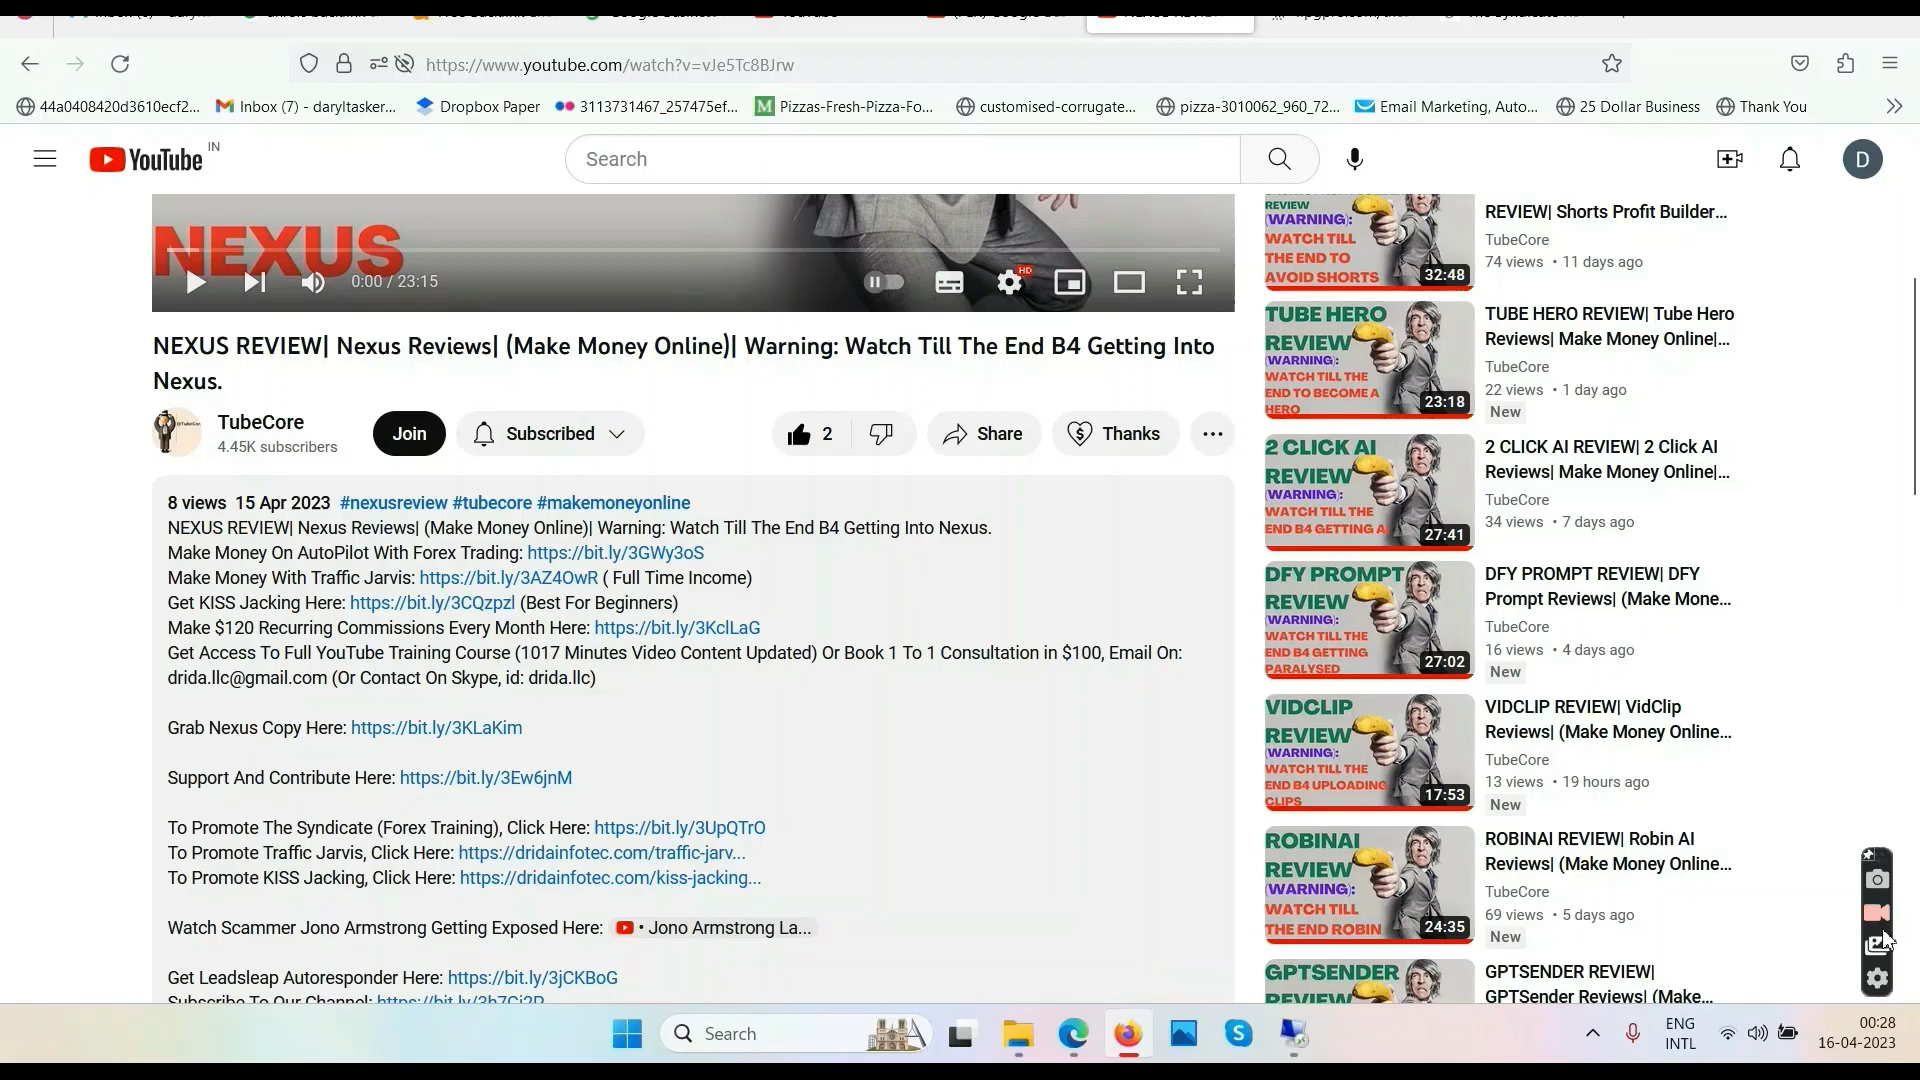 https://www.youtube.com/watch?v=vJe5Tc8BJrw
44a0408420d3610ecf2...
Inbox (7) - daryltasker...
Dropbox Paper
3113731467_257475ef...
Pizzas-Fresh-Pizza-Fo...
customised-corrugate...
pizza-3010062_960_72...
Email Marketing, Auto...
25 Dollar Business
Thank You
YouTube IN
Search
D
NEXUS
0:00 / 23:15
HD
NEXUS REVIEW| Nexus Reviews| (Make Money Online)| Warning: Watch Till The End B4 Getting Into
Nexus.
TubeCore
4.45K subscribers
Join
Subscribed
2
Share
Thanks
8 views 15 Apr 2023 #nexusreview #tubecore #makemoneyonline
NEXUS REVIEW| Nexus Reviews| (Make Money Online)| Warning: Watch Till The End B4 Getting Into Nexus.
Make Money On AutoPilot With Forex Trading: https://bit.ly/3GWy3oS
Make Money With Traffic Jarvis: https://bit.ly/3AZ4OwR ( Full Time Income)
Get KISS Jacking Here: https://bit.ly/3CQzpzl (Best For Beginners)
Make $120 Recurring Commissions Every Month Here: https://bit.ly/3KclLaG
Get Access To Full YouTube Training Course (1017 Minutes Video Content Updated) Or Book 1 To 1 Consultation in $100, Email On:
drida.llc@gmail.com (Or Contact On Skype, id: drida.llc)
Grab Nexus Copy Here: https://bit.ly/3KLaKim
Support And Contribute Here: https://bit.ly/3Ew6jnM
To Promote The Syndicate (Forex Training), Click Here: https://bit.ly/3UpQTrO
To Promote Traffic Jarvis, Click Here: https://dridainfotec.com/traffic-jarv...
To Promote KISS Jacking, Click Here: https://dridainfotec.com/kiss-jacking...
Watch Scammer Jono Armstrong Getting Exposed Here: • Jono Armstrong La...
Get Leadsleap Autoresponder Here: https://bit.ly/3jCKBoG
Subscribe To Our Channel:
REVIEW
(WARNING):
WATCH TILL
THE END TO
AVOID SHORTS
32:48
REVIEW| Shorts Profit Builder...
TubeCore
74 views • 11 days ago
TUBE HERO
REVIEW
(WARNING):
WATCH TILL THE
END TO BECOME A
HERO
23:18
TUBE HERO REVIEW| Tube Hero
Reviews| Make Money Online|...
TubeCore
22 views • 1 day ago
New
2 CLICK AI
REVIEW
(WARNING):
WATCH TILL THE
END B4 GETTING A
27:41
2 CLICK AI REVIEW| 2 Click AI
Reviews| Make Money Online|...
TubeCore
34 views • 7 days ago
DFY PROMPT
REVIEW
(WARNING):
WATCH TILL THE
END B4 GETTING
PARALYSED
27:02
DFY PROMPT REVIEW| DFY
Prompt Reviews| (Make Mone...
TubeCore
16 views • 4 days ago
New
VIDCLIP
REVIEW
(WARNING):
WATCH TILL THE
END B4 UPLOADING
CLIPS
17:53
VIDCLIP REVIEW| VidClip
Reviews| (Make Money Online...
TubeCore
13 views • 19 hours ago
New
ROBINAI
REVIEW
(WARNING):
WATCH TILL
THE END ROBIN
24:35
ROBINAI REVIEW| Robin AI
Reviews| (Make Money Online...
TubeCore
69 views • 5 days ago
New
GPTSENDER
REVIEW
GPTSENDER REVIEW|
GPTSender Reviews| (Make...
Search
ENG
INTL
00:28
16-04-2023